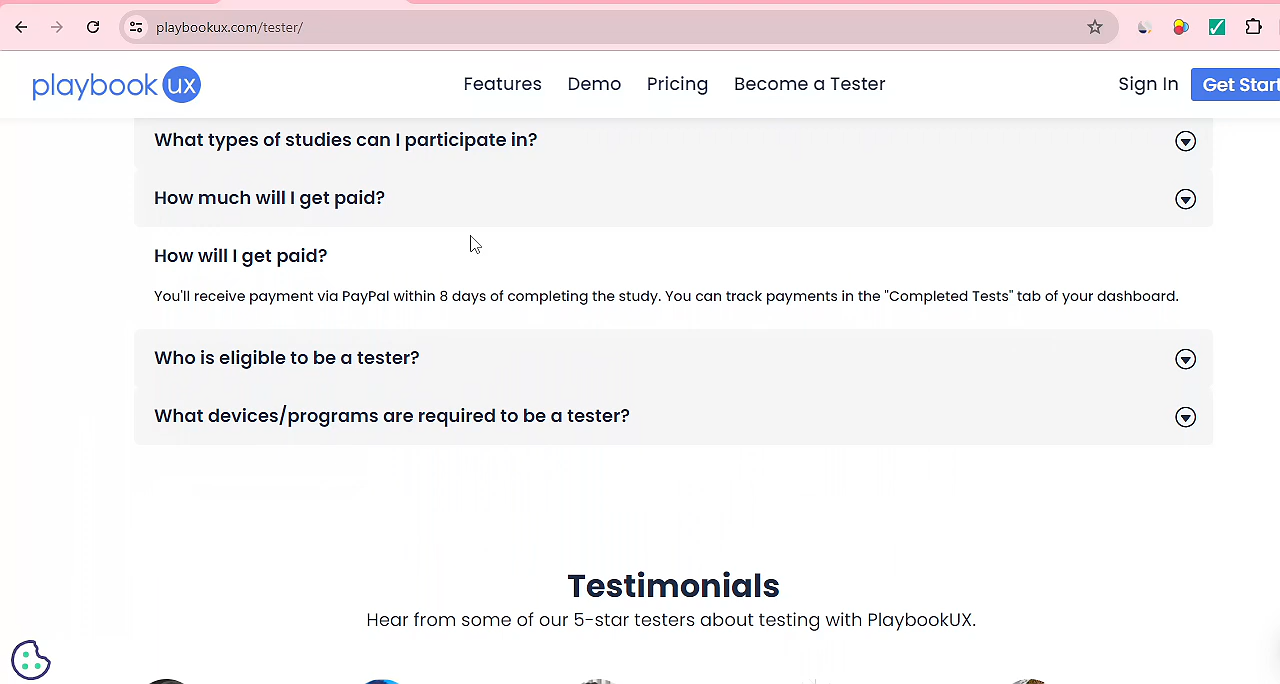 playbookux.com/tester/
playbook ux
Features
Demo
Pricing
Become a Tester
Sign In
Get Start
What types of studies can I participate in?
How much will I get paid?
How will I get paid?
You'll receive payment via PayPal within 8 days of completing the study. You can track payments in the "Completed Tests" tab of your dashboard.
Who is eligible to be a tester?
What devices/programs are required to be a tester?
Testimonials
Hear from some of our 5-star testers about testing with PlaybookUX.